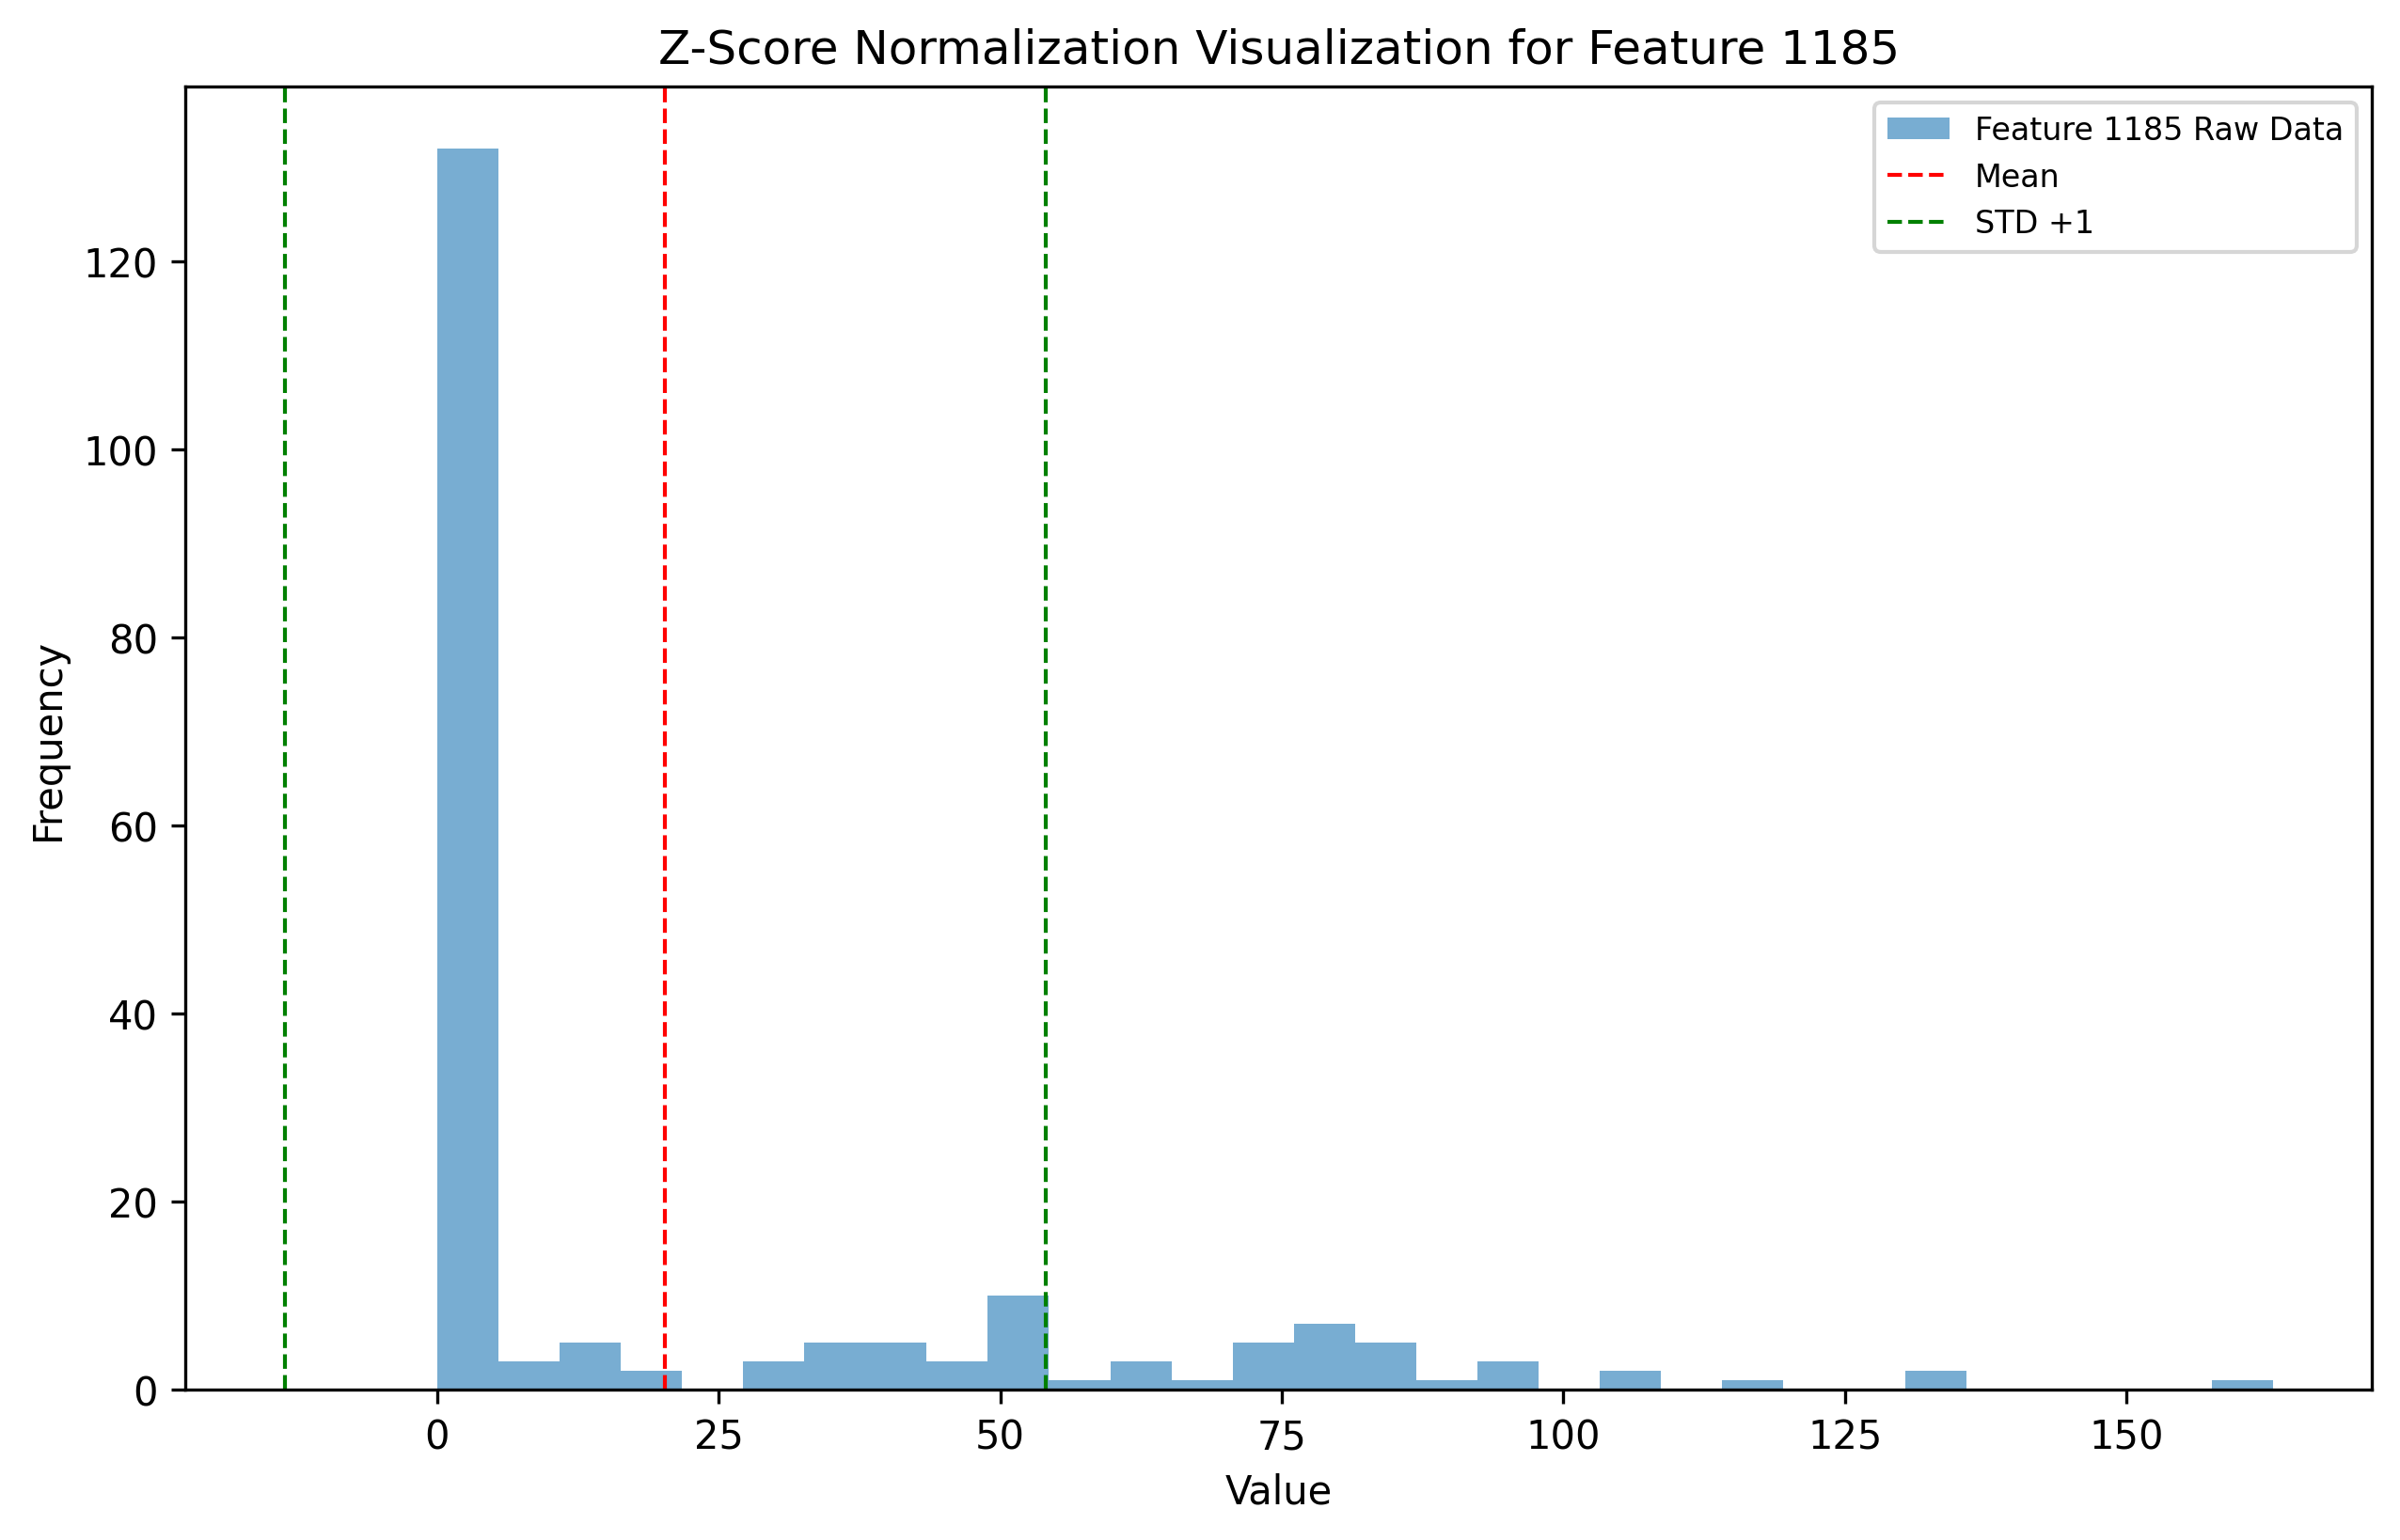 Z-Score Normalization Visualization for Feature 1185
Feature 1185 Raw Data
Mean
STD +1
Frequency
120
100
80
60
40
20
0
0 25 50 75 100 125 150
Value